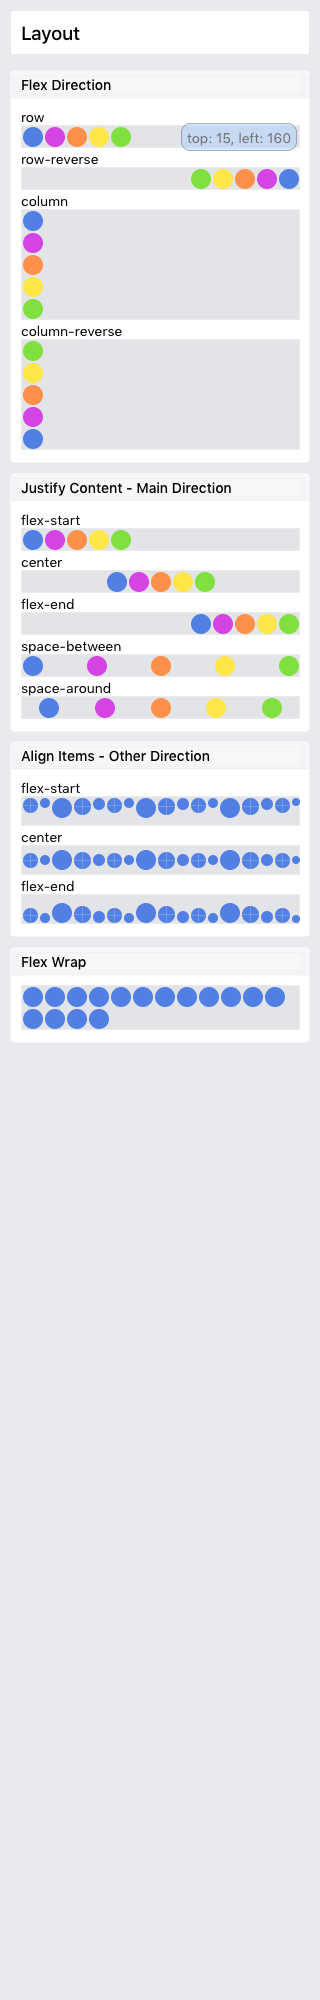 Layout
Flex Direction
row
top: 15, left: 160
row-reverse
column
column-reverse
Justify Content - Main Direction
flex-start
center
flex-end
space-between
space-around
Align Items - Other Direction
flex-start
center
flex-end
Flex Wrap